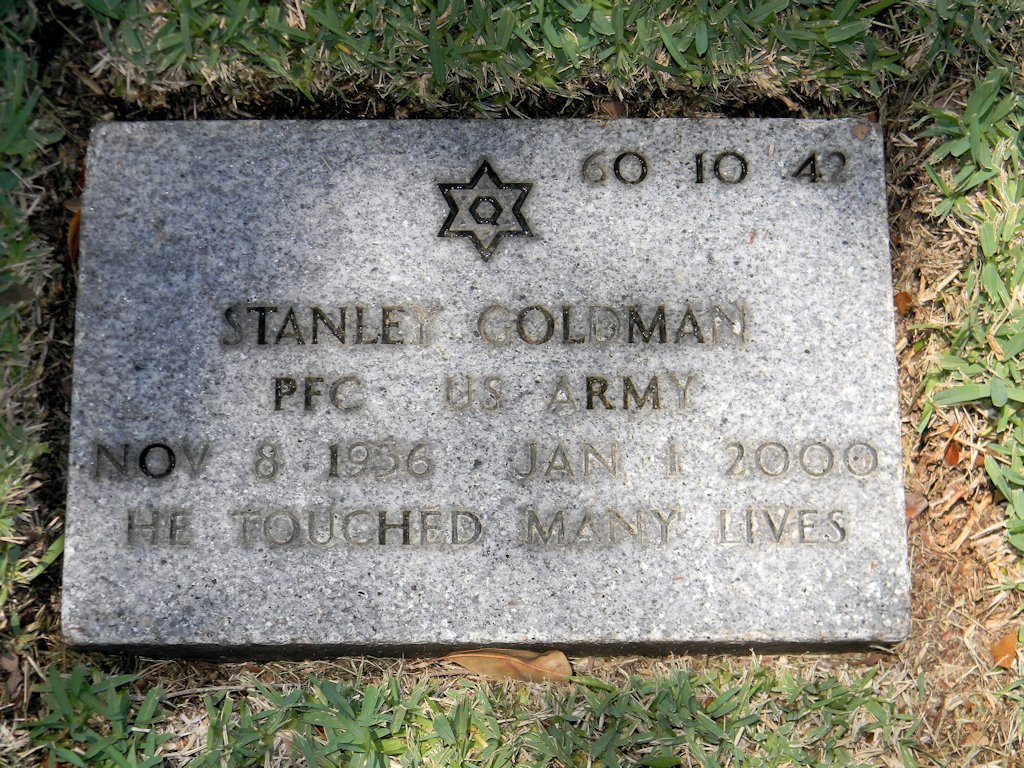 60 10 42
STANLEY GOLDMAN
PFC US ARMY
NOV 8 1936 JAN 1 2000
HE TOUCHED MANY LIVES